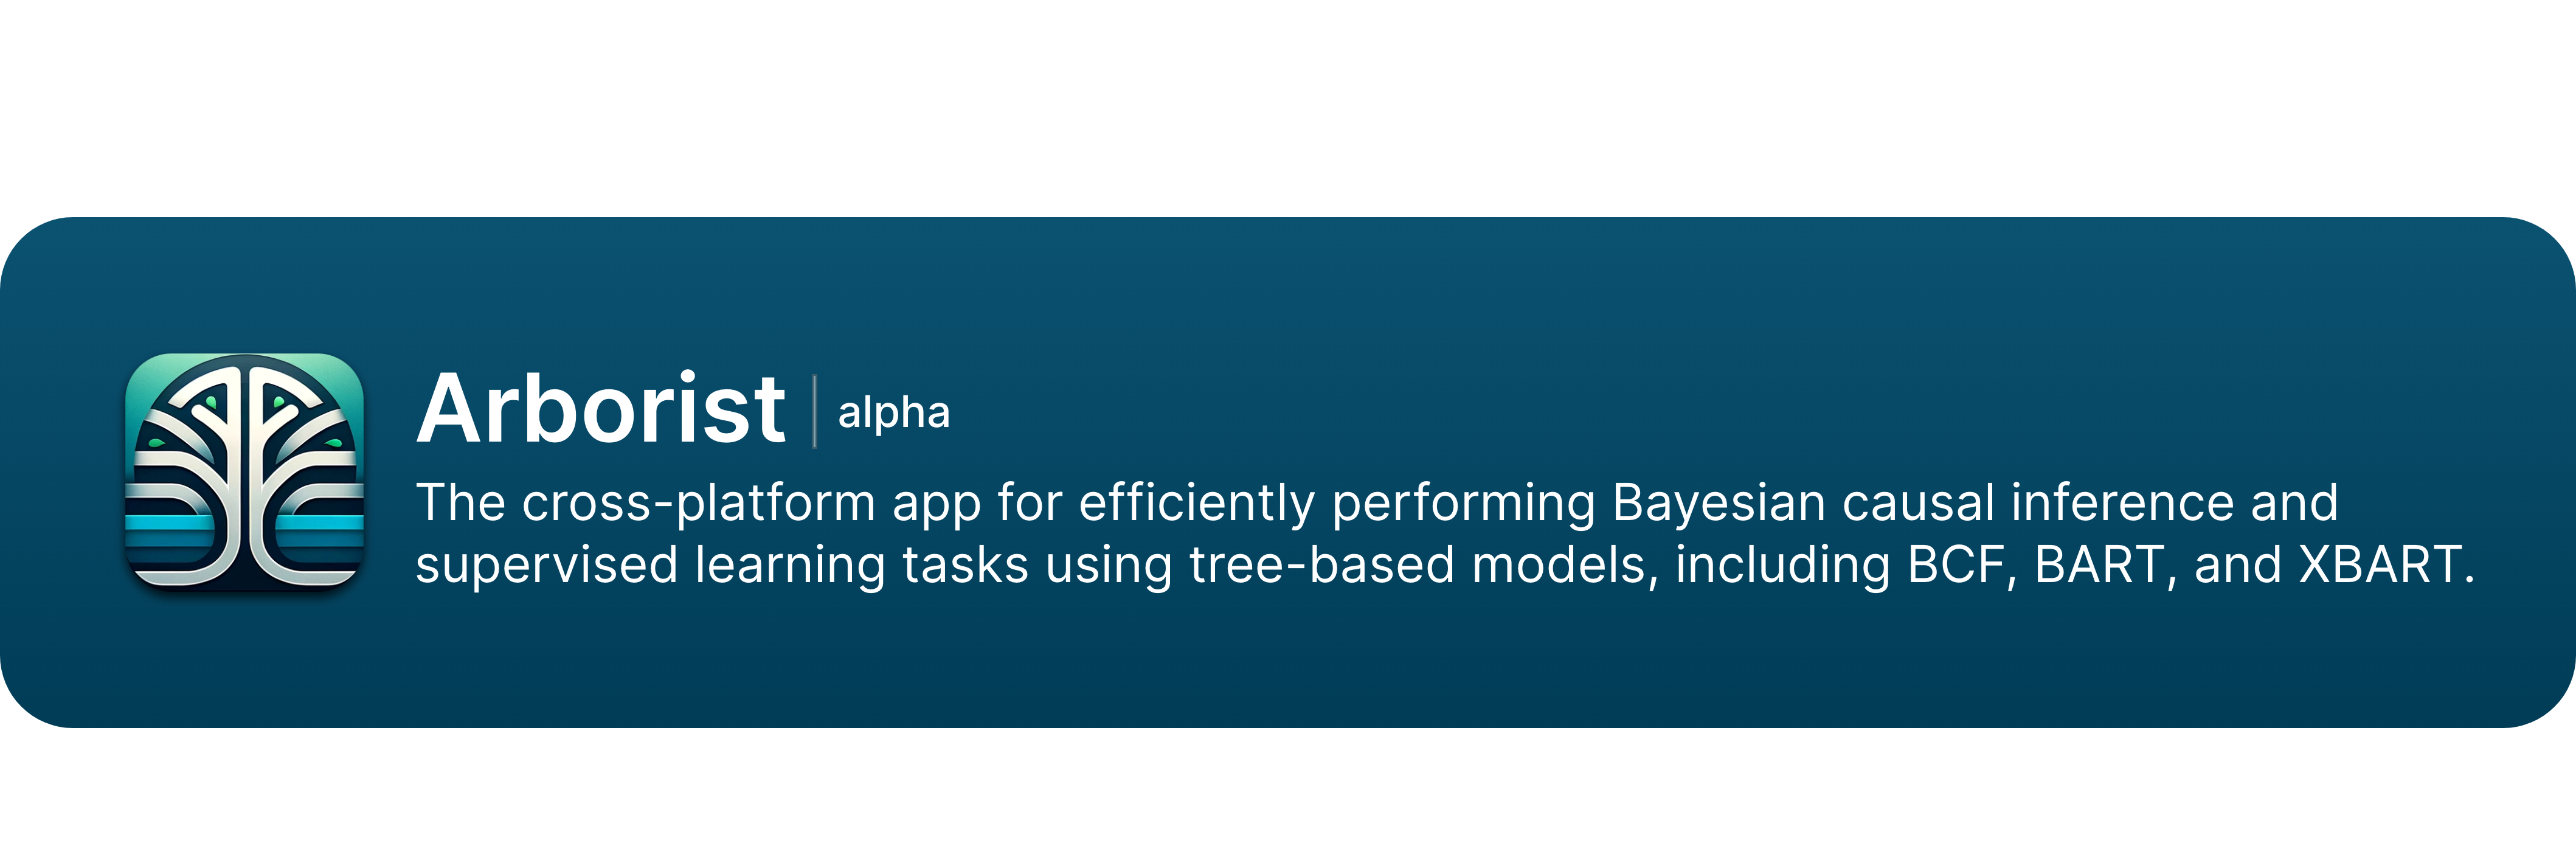 Arborist | alpha
The cross-platform app for efficiently performing Bayesian causal inference and
supervised learning tasks using tree-based models, including BCF, BART, and XBART.